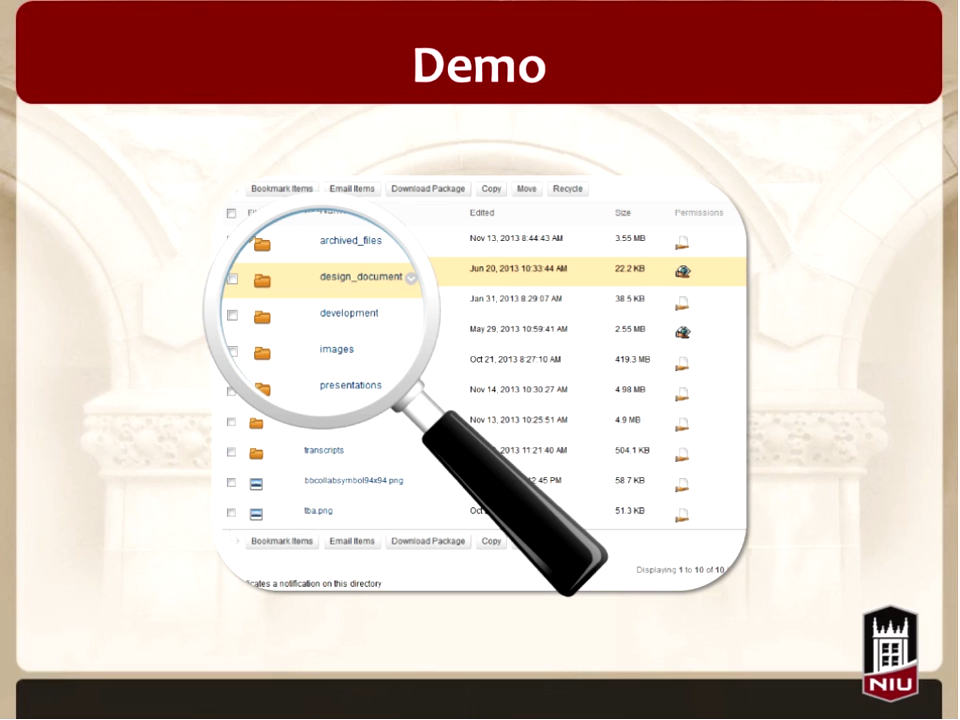 Demo
Bookmark Items Email Items Download Package Copy Move Recycle
Edited Size Permissions
archived_files Nov 13, 2013 8:44:43 AM 3.55 MB
design_document Jun 20, 2013 10:33:44 AM 22.2 KB
development Jan 31, 2013 8:29:07 AM 38.5 KB
images May 29, 2013 10:59:41 AM 2.55 MB
Oct 21, 2013 8:27:10 AM 419.3 MB
presentations Nov 14, 2013 10:30:27 AM 4.98 MB
Nov 13, 2013 10:25:51 AM 4.9 MB
transcripts 2013 11:21:40 AM 504.1 KB
bbcollabsymbol94x94.png 12:45 PM 58.7 KB
tba.png 51.3 KB
Bookmark Items Email Items Download Package Copy
Displaying 1 to 10 of 10
a notification on this directory
NIU